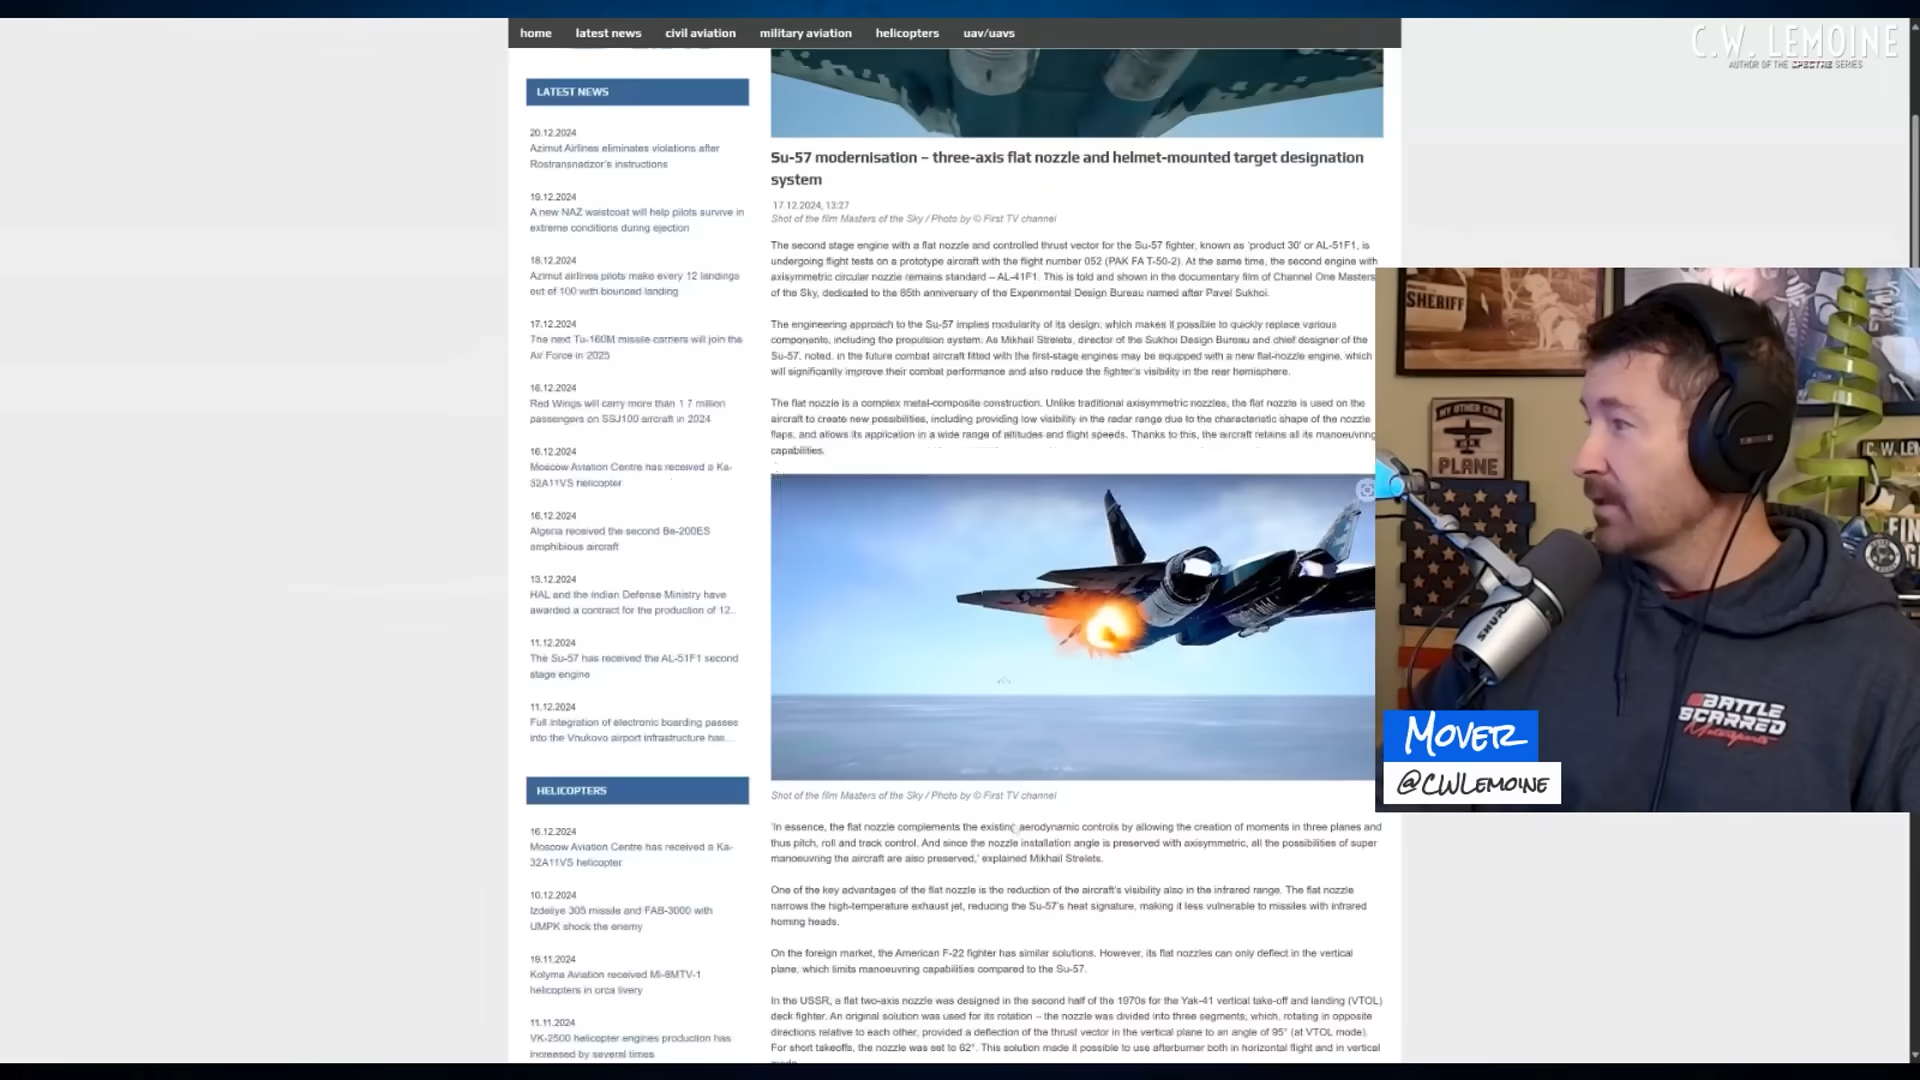 home latest news civil aviation military aviation helicopters uav/uavs
C.W. LEMOINE
AUTHOR OF THE SPECTRE SERIES
LATEST NEWS
20.12.2024
Azimut Airlines eliminates violations after
Rostransnadzor's instructions
19.12.2024
A new NAZ waistcoat will help pilots survive in
extreme conditions during ejection
18.12.2024
Azimut airlines pilots make every 12 landings
out of 100 with bounced landing
17.12.2024
The next Tu-160M missile carriers will join the
Air Force in 2025
16.12.2024
Red Wings will carry more than 1.7 million
passengers on SSJ100 aircraft in 2024
16.12.2024
Moscow Aviation Centre has received a Ka-
32A11VS helicopter
16.12.2024
Algeria received the second Be-200ES
amphibious aircraft
13.12.2024
HAL and the Indian Defense Ministry have
awarded a contract for the production of 12..
11.12.2024
The Su-57 has received the AL-51F1 second
stage engine
11.12.2024
Full integration of electronic boarding passes
into the Vnukovo airport infrastructure has...
HELICOPTERS
16.12.2024
Moscow Aviation Centre has received a Ka-
32A11VS helicopter
10.12.2024
Izdeliye 305 missile and FAB-3000 with
UMPK shock the enemy
19.11.2024
Kolyma Aviation received Mi-8MTV-1
helicopters in orca livery
11.11.2024
VK-2500 helicopter engines production has
increased by several times
Su-57 modernisation – three-axis flat nozzle and helmet-mounted target designation
system
17.12.2024, 13:27
Shot of the film Masters of the Sky / Photo by © First TV channel
The second stage engine with a flat nozzle and controlled thrust vector for the Su-57 fighter, known as 'product 30' or AL-51F1, is
undergoing flight tests on a prototype aircraft with the flight number 052 (PAK FA T-50-2). At the same time, the second engine with
axisymmetric circular nozzle remains standard – AL-41F1. This is told and shown in the documentary film of Channel One Masters
of the Sky, dedicated to the 85th anniversary of the Experimental Design Bureau named after Pavel Sukhoi.
The engineering approach to the Su-57 implies modularity of its design, which makes it possible to quickly replace various
components, including the propulsion system. As Mikhail Strelets, director of the Sukhoi Design Bureau and chief designer of the
Su-57, noted, in the future combat aircraft fitted with the first-stage engines may be equipped with a new flat-nozzle engine, which
will significantly improve their combat performance and also reduce the fighter's visibility in the rear hemisphere.
The flat nozzle is a complex metal-composite construction. Unlike traditional axisymmetric nozzles, the flat nozzle is used on the
aircraft to create new possibilities, including providing low visibility in the radar range due to the characteristic shape of the nozzle
flaps, and allows its application in a wide range of altitudes and flight speeds. Thanks to this, the aircraft retains all its manoeuvring
capabilities.
Shot of the film Masters of the Sky / Photo by © First TV channel
'In essence, the flat nozzle complements the existing aerodynamic controls by allowing the creation of moments in three planes and
thus pitch, roll and track control. And since the nozzle installation angle is preserved with axisymmetric, all the possibilities of super
manoeuvring the aircraft are also preserved,' explained Mikhail Strelets.
One of the key advantages of the flat nozzle is the reduction of the aircraft's visibility also in the infrared range. The flat nozzle
narrows the high-temperature exhaust jet, reducing the Su-57's heat signature, making it less vulnerable to missiles with infrared
homing heads.
On the foreign market, the American F-22 fighter has similar solutions. However, its flat nozzles can only deflect in the vertical
plane, which limits manoeuvring capabilities compared to the Su-57.
In the USSR, a flat two-axis nozzle was designed in the second half of the 1970s for the Yak-41 vertical take-off and landing (VTOL)
deck fighter. An original solution was used for its rotation – the nozzle was divided into three segments, which, rotating in opposite
directions relative to each other, provided a deflection of the thrust vector in the vertical plane to an angle of 95° (at VTOL mode).
For short takeoffs, the nozzle was set to 62°. This solution made it possible to use afterburner both in horizontal flight and in vertical
SHERIFF
MY OTHER CAR
PLANE
C.W. LE
FIN
SHURE
BATTLE
SCARRED
Motorsports
MOVER
@CWLEMOINE